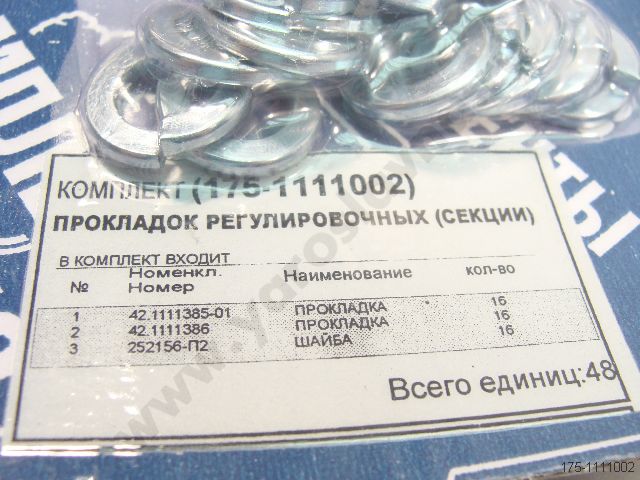 КОМПЛЕКТ (175-1111002)
ПРОКЛАДОК РЕГУЛИРОВОЧНЫХ (СЕКЦИИ)
В КОМПЛЕКТ ВХОДИТ
№ Номенкл. Номер Наименование кол-во
1 42.1111385-01 ПРОКЛАДКА 16
2 42.1111386 ПРОКЛАДКА 16
3 252156-П2 ШАЙБА 16
Всего единиц:48
175-1111002